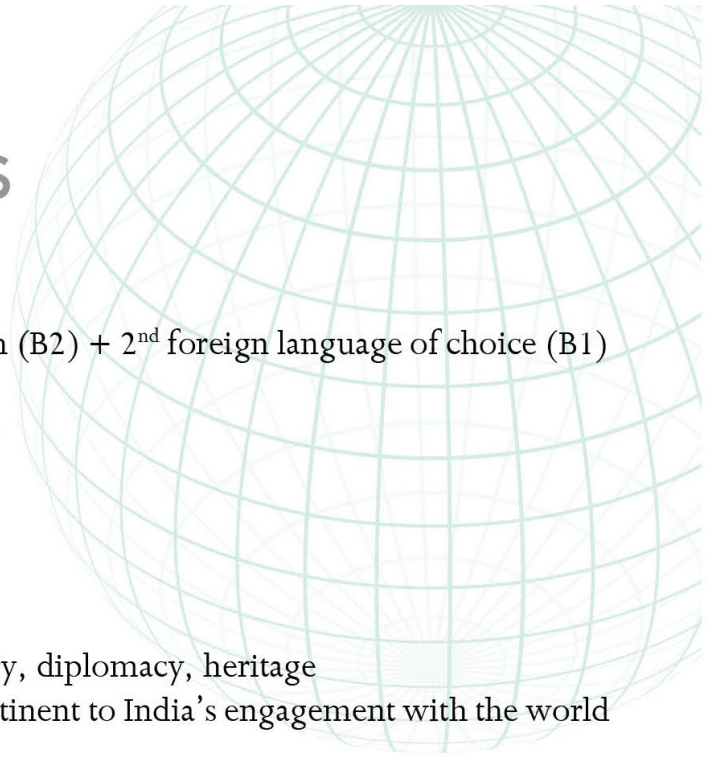 s
n (B2) + 2nd foreign language of choice (B1)
y, diplomacy, heritage
tinent to India’s engagement with the world